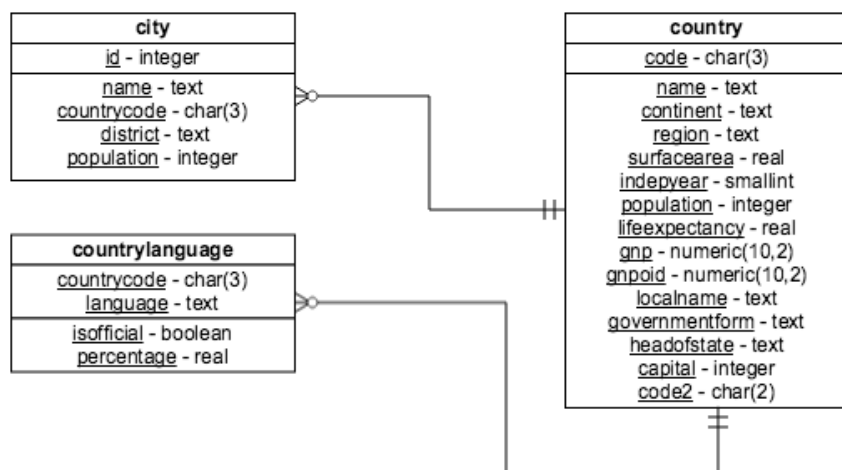 city
id - integer
name - text
countrycode - char(3)
district - text
population - integer
countrylanguage
countrycode - char(3)
language - text
isofficial - boolean
percentage - real
country
code - char(3)
name - text
continent - text
region - text
surfacearea - real
indepyear - smallint
population - integer
lifeexpectancy - real
gnp - numeric(10,2)
gnpoid - numeric(10,2)
localname - text
governmentform - text
headofstate - text
capital - integer
code2 - char(2)